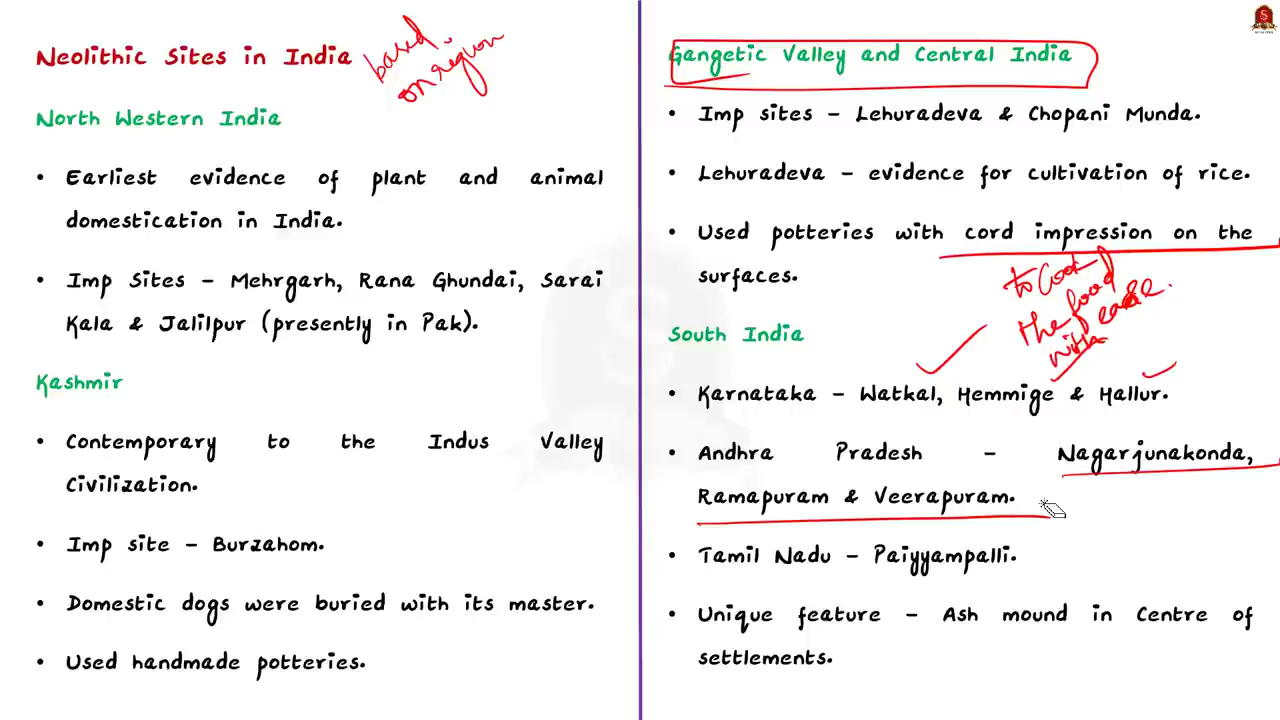 Neolithic Sites in India
based
on region
North Western India
• Earliest evidence of plant and animal
domestication in India.
• Imp Sites – Mehrgarh, Rana Ghundai, Sarai
Kala & Jalilpur (presently in Pak).
Kashmir
• Contemporary to the Indus Valley
Civilization.
• Imp site – Burzahom.
• Domestic dogs were buried with its master.
• Used handmade potteries.
Gangetic Valley and Central India
• Imp sites – Lehuradeva & Chopani Munda.
• Lehuradeva – evidence for cultivation of rice.
• Used potteries with cord impression on the
surfaces.
to cook
the food
with ease.
South India
• Karnataka – Watkal, Hemmige & Hallur.
• Andhra Pradesh – Nagarjunakonda,
Ramapuram & Veerapuram.
• Tamil Nadu – Paiyyampalli.
• Unique feature – Ash mound in Centre of
settlements.